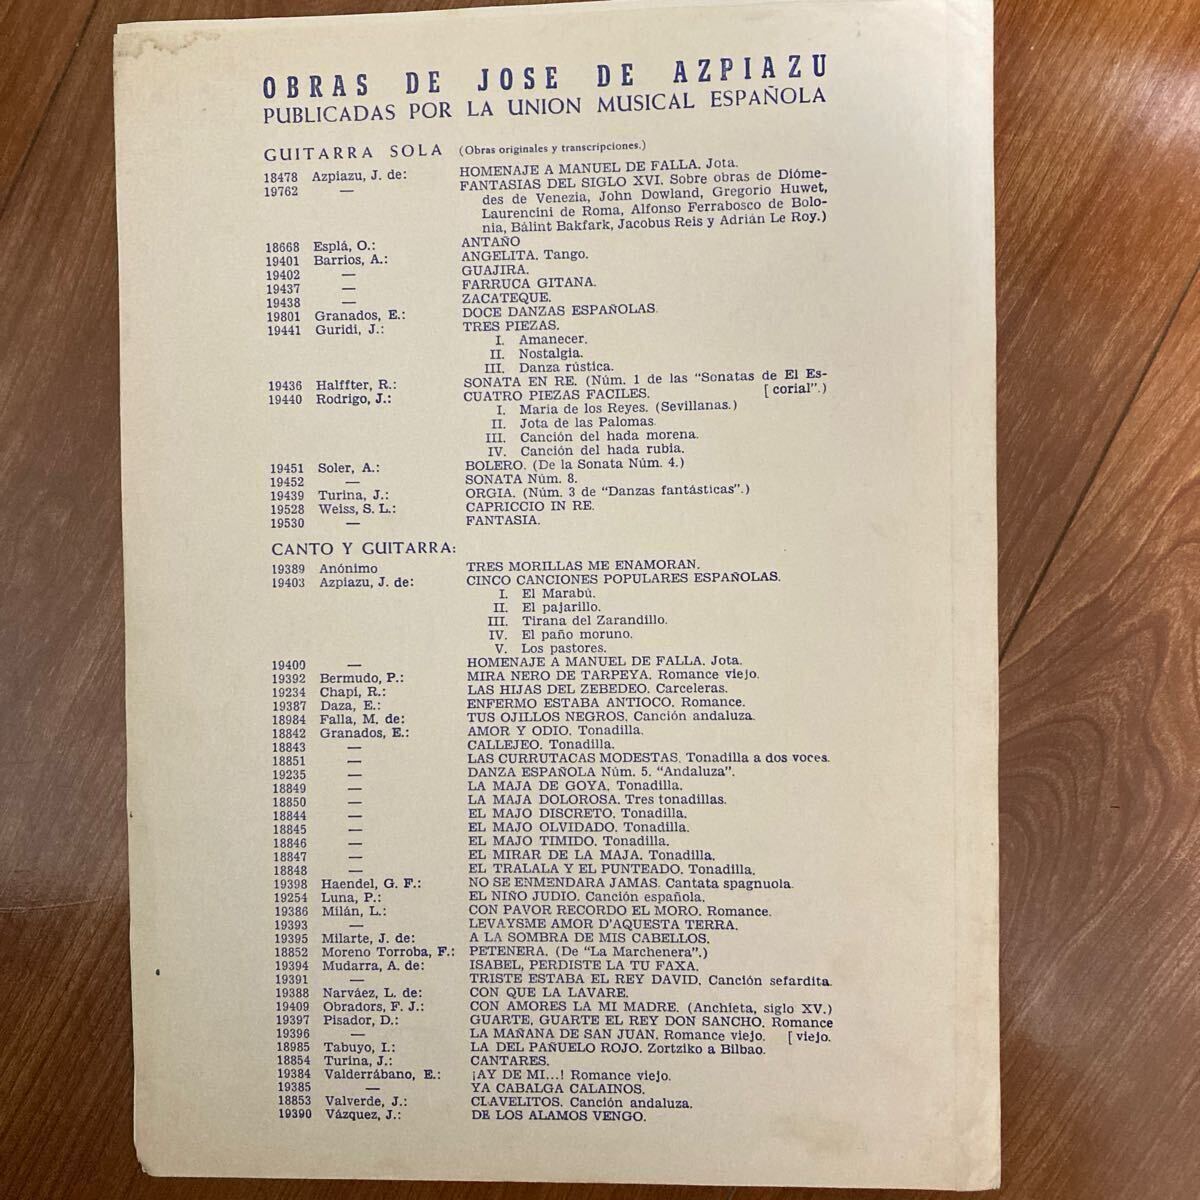 OBRAS DE JOSE DE AZPIAZU
PUBLICADAS POR LA UNION MUSICAL ESPAÑOLA
GUITARRA SOLA (Obras originales y transcripciones.)
18478 Azpiazu, J. de: HOMENAJE A MANUEL DE FALLA. Jota.
19762 — FANTASIAS DEL SIGLO XVI. Sobre obras de Dióme-
des de Venezia, John Dowland, Gregorio Huwet,
Laurencini de Roma, Alfonso Ferrabosco de Bolo-
nia, Bálint Bakfark, Jacobus Reis y Adrián Le Roy.)
18668 Esplá, O.: ANTAÑO
19401 Barrios, A.: ANGELITA. Tango.
19402 — GUAJIRA.
19437 — FARRUCA GITANA.
19438 — ZACATEQUE.
19801 Granados, E.: DOCE DANZAS ESPAÑOLAS.
19441 Guridi, J.: TRES PIEZAS.
I. Amanecer.
II. Nostalgia.
III. Danza rústica.
19436 Halffter, R.: SONATA EN RE. (Núm. 1 de las "Sonatas de El Es-
19440 Rodrigo, J.: CUATRO PIEZAS FACILES. [ corial".)
I. Maria de los Reyes. (Sevillanas.)
II. Jota de las Palomas.
III. Canción del hada morena.
IV. Canción del hada rubia.
19451 Soler, A.: BOLERO. (De la Sonata Núm. 4.)
19452 — SONATA Núm. 8.
19439 Turina, J.: ORGIA. (Núm. 3 de "Danzas fantásticas".)
19528 Weiss, S. L.: CAPRICCIO IN RE.
19530 — FANTASIA.
CANTO Y GUITARRA:
19389 Anónimo TRES MORILLAS ME ENAMORAN.
19403 Azpiazu, J. de: CINCO CANCIONES POPULARES ESPAÑOLAS.
I. El Marabú.
II. El pajarillo.
III. Tirana del Zarandillo.
IV. El paño moruno.
V. Los pastores.
19400 — HOMENAJE A MANUEL DE FALLA. Jota.
19392 Bermudo, P.: MIRA NERO DE TARPEYA. Romance viejo.
19234 Chapí, R.: LAS HIJAS DEL ZEBEDEO. Carceleras.
19387 Daza, E.: ENFERMO ESTABA ANTIOCO. Romance.
18984 Falla, M. de: TUS OJILLOS NEGROS. Canción andaluza.
18842 Granados, E.: AMOR Y ODIO. Tonadilla.
18843 — CALLEJEO. Tonadilla.
18851 — LAS CURRUTACAS MODESTAS. Tonadilla a dos voces.
19235 — DANZA ESPAÑOLA Núm. 5. "Andaluza".
18849 — LA MAJA DE GOYA. Tonadilla.
18850 — LA MAJA DOLOROSA. Tres tonadillas.
18844 — EL MAJO DISCRETO. Tonadilla.
18845 — EL MAJO OLVIDADO. Tonadilla.
18846 — EL MAJO TIMIDO. Tonadilla.
18847 — EL MIRAR DE LA MAJA. Tonadilla.
18848 — EL TRALALA Y EL PUNTEADO. Tonadilla.
19398 Haendel, G. F.: NO SE ENMENDARA JAMAS. Cantata spagnuola.
19254 Luna, P.: EL NIÑO JUDIO. Canción española.
19386 Milán, L.: CON PAVOR RECORDO EL MORO. Romance.
19393 — LEVAYSME AMOR D'AQUESTA TERRA.
19395 Milarte, J. de: A LA SOMBRA DE MIS CABELLOS.
18852 Moreno Torroba, F.: PETENERA. (De "La Marchenera".)
19394 Mudarra, A. de: ISABEL, PERDISTE LA TU FAXA.
19391 — TRISTE ESTABA EL REY DAVID. Canción sefardita.
19388 Narváez, L. de: CON QUE LA LAVARE.
19409 Obradors, F. J.: CON AMORES LA MI MADRE. (Anchieta, siglo XV.)
19397 Pisador, D.: GUARTE, GUARTE EL REY DON SANCHO. Romance
19396 — LA MAÑANA DE SAN JUAN. Romance viejo. [ viejo.
18985 Tabuyo, I.: LA DEL PAÑUELO ROJO. Zortziko a Bilbao.
18854 Turina, J.: CANTARES.
19384 Valderrábano, E.: ¡AY DE MI...! Romance viejo.
19385 — YA CABALGA CALAINOS.
18853 Valverde, J.: CLAVELITOS. Canción andaluza.
19390 Vázquez, J.: DE LOS ALAMOS VENGO.